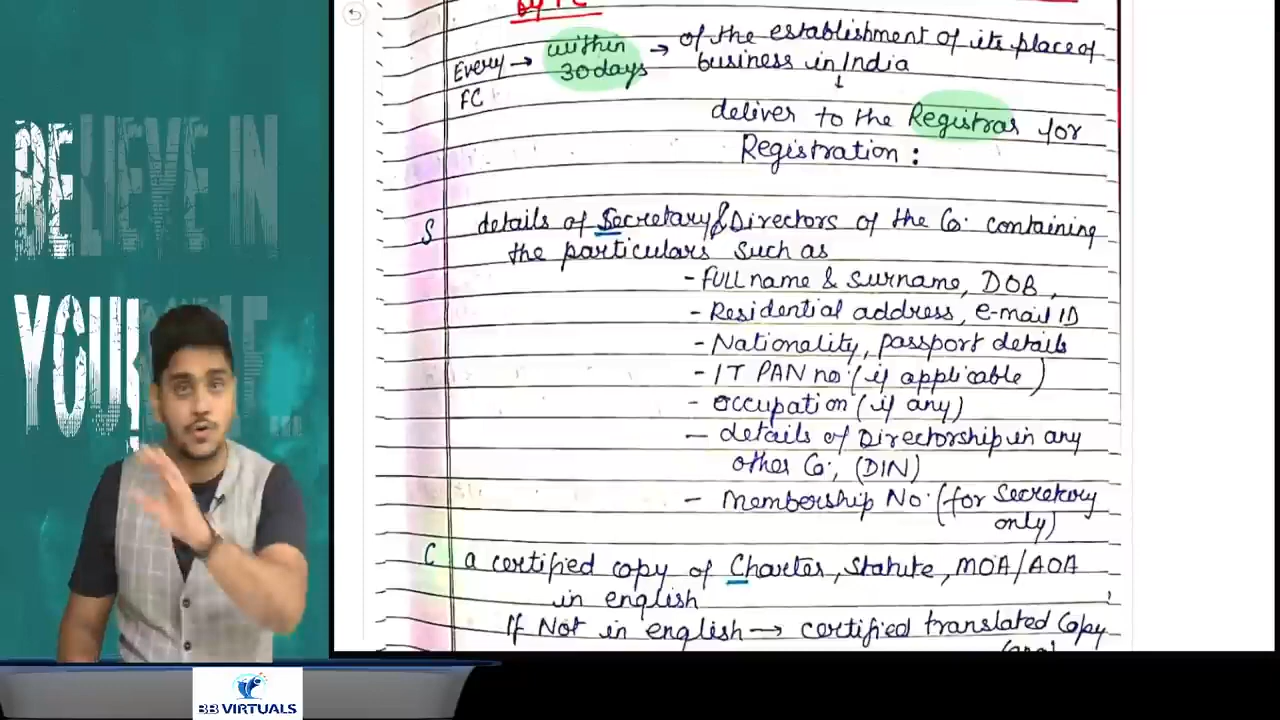 BELIEVE IN
YOUR
by FC
Every → within → of the establishment of its place of
30days business in India
FC
deliver to the Registrar for
Registration :
S details of Secretary & Directors of the Co. containing
the particulars such as
- FULL name & surname, DOB,
- Residential address, e-mail ID
- Nationality, passport details
- IT PAN no. (if applicable)
- occupation (if any)
- details of Directorship in any
other Co., (DIN)
- Membership No. (for Secretary
only)
C a certified copy of Charter, Statute, MOA/AOA
in english
If Not in english → certified translated copy
BB VIRTUALS